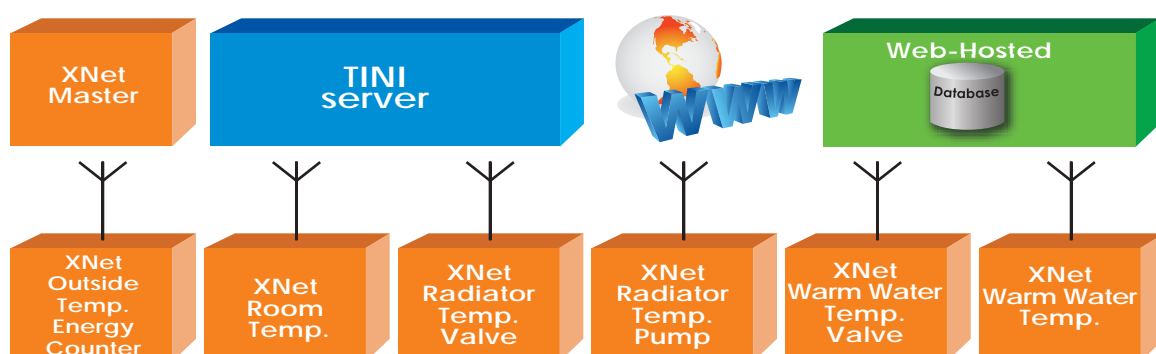 XNet
Master
TINI
server
WWW
Web-Hosted
Database
XNet
Outside
Temp.
Energy
Counter
XNet
Room
Temp.
XNet
Radiator
Temp.
Valve
XNet
Radiator
Temp.
Pump
XNet
Warm Water
Temp.
Valve
XNet
Warm Water
Temp.